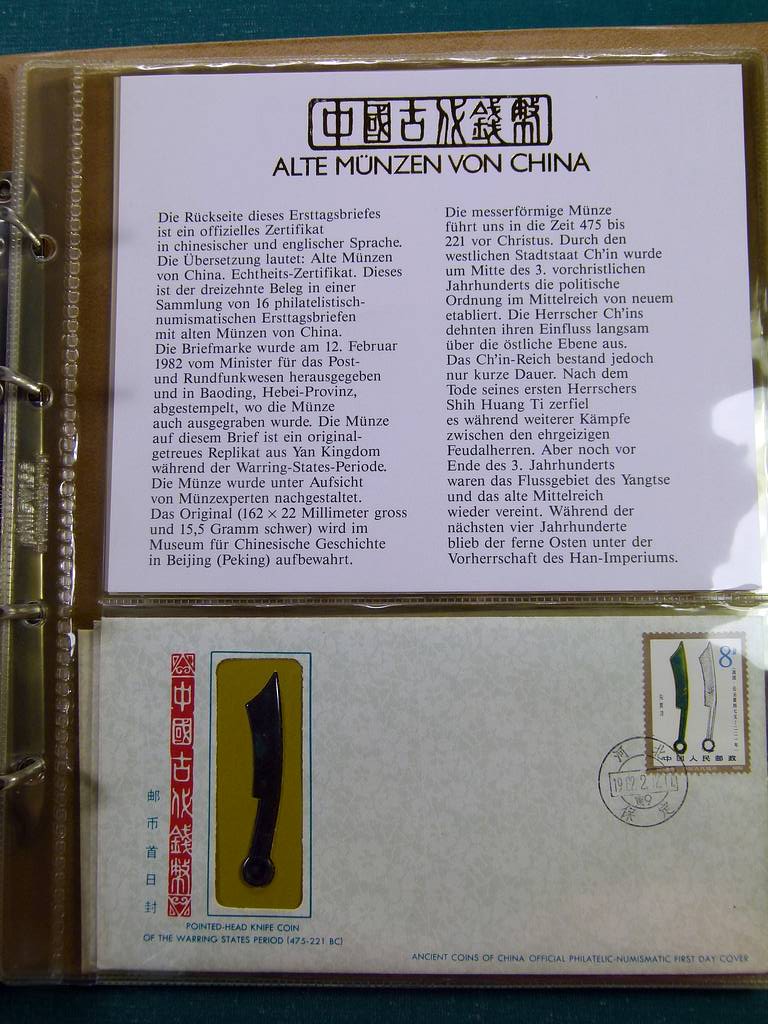 中國古代錢幣
ALTE MÜNZEN VON CHINA
Die Rückseite dieses Ersttagsbriefes
ist ein offizielles Zertifikat
in chinesischer und englischer Sprache.
Die Übersetzung lautet: Alte Münzen
von China. Echtheits-Zertifikat. Dieses
ist der dreizehnte Beleg in einer
Sammlung von 16 philatelistisch-
numismatischen Ersttagsbriefen
mit alten Münzen von China.
Die Briefmarke wurde am 12. Februar
1982 vom Minister für das Post-
und Rundfunkwesen herausgegeben
und in Baoding, Hebei-Provinz,
abgestempelt, wo die Münze
auch ausgegraben wurde. Die Münze
auf diesem Brief ist ein original-
getreues Replikat aus Yan Kingdom
während der Warring-States-Periode.
Die Münze wurde unter Aufsicht
von Münzexperten nachgestaltet.
Das Original (162 × 22 Millimeter gross
und 15,5 Gramm schwer) wird im
Museum für Chinesische Geschichte
in Beijing (Peking) aufbewahrt.
Die messerförmige Münze
führt uns in die Zeit 475 bis
221 vor Christus. Durch den
westlichen Stadtstaat Ch'in wurde
um Mitte des 3. vorchristlichen
Jahrhunderts die politische
Ordnung im Mittelreich von neuem
etabliert. Die Herrscher Ch'ins
dehnten ihren Einfluss langsam
über die östliche Ebene aus.
Das Ch'in-Reich bestand jedoch
nur kurze Dauer. Nach dem
Tode seines ersten Herrschers
Shih Huang Ti zerfiel
es während weiterer Kämpfe
zwischen den ehrgeizigen
Feudalherren. Aber noch vor
Ende des 3. Jahrhunderts
waren das Flussgebiet des Yangtse
und das alte Mittelreich
wieder vereint. Während der
nächsten vier Jahrhunderte
blieb der ferne Osten unter der
Vorherrschaft des Han-Imperiums.
中國古代錢幣
邮币首日封
POINTED-HEAD KNIFE COIN
OF THE WARRING STATES PERIOD (475-221 BC)
8
中国人民邮政
河北
保定
ANCIENT COINS OF CHINA OFFICIAL PHILATELIC-NUMISMATIC FIRST DAY COVER